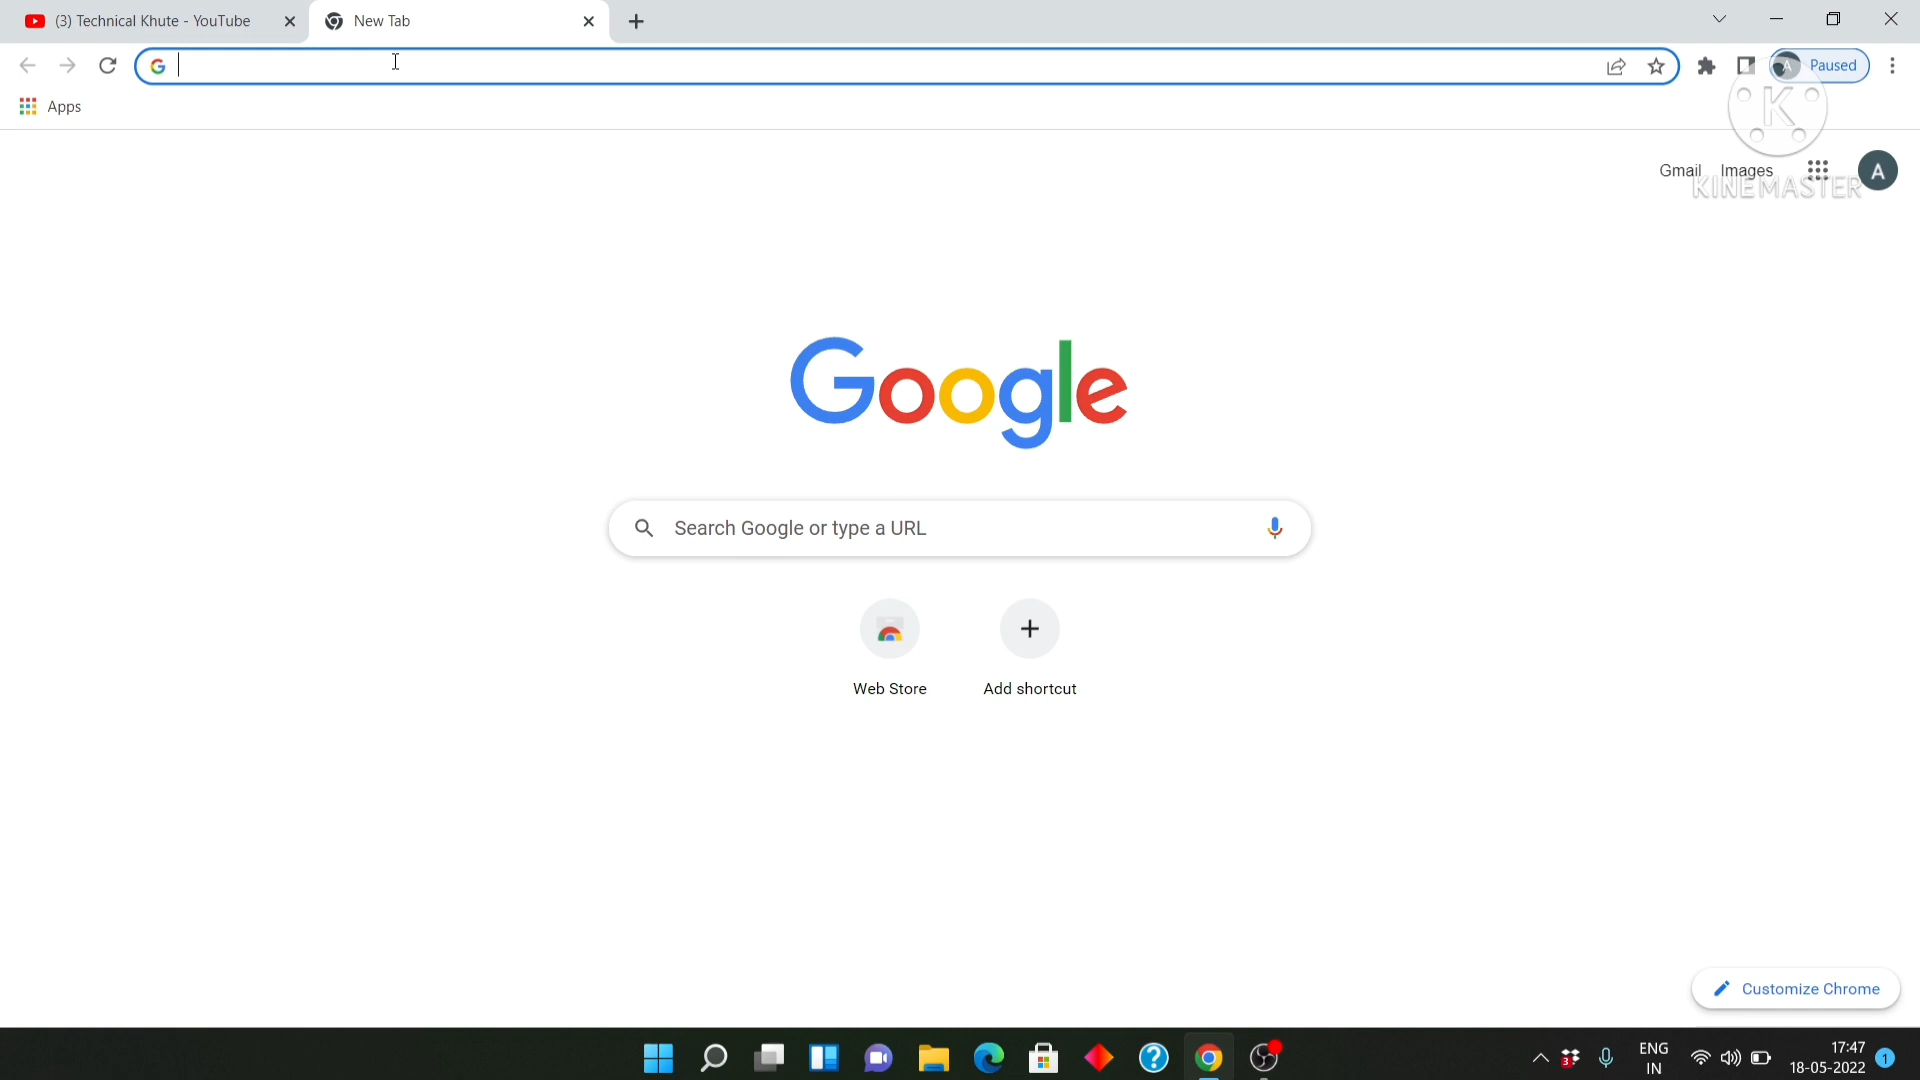 (3) Technical Khute - YouTube
New Tab
A
Paused
Apps
K
Gmail
Images
A
KINEMASTER
Google
Search Google or type a URL
Web Store
Add shortcut
Customize Chrome
3
ENG
IN
17:47
18-05-2022
1